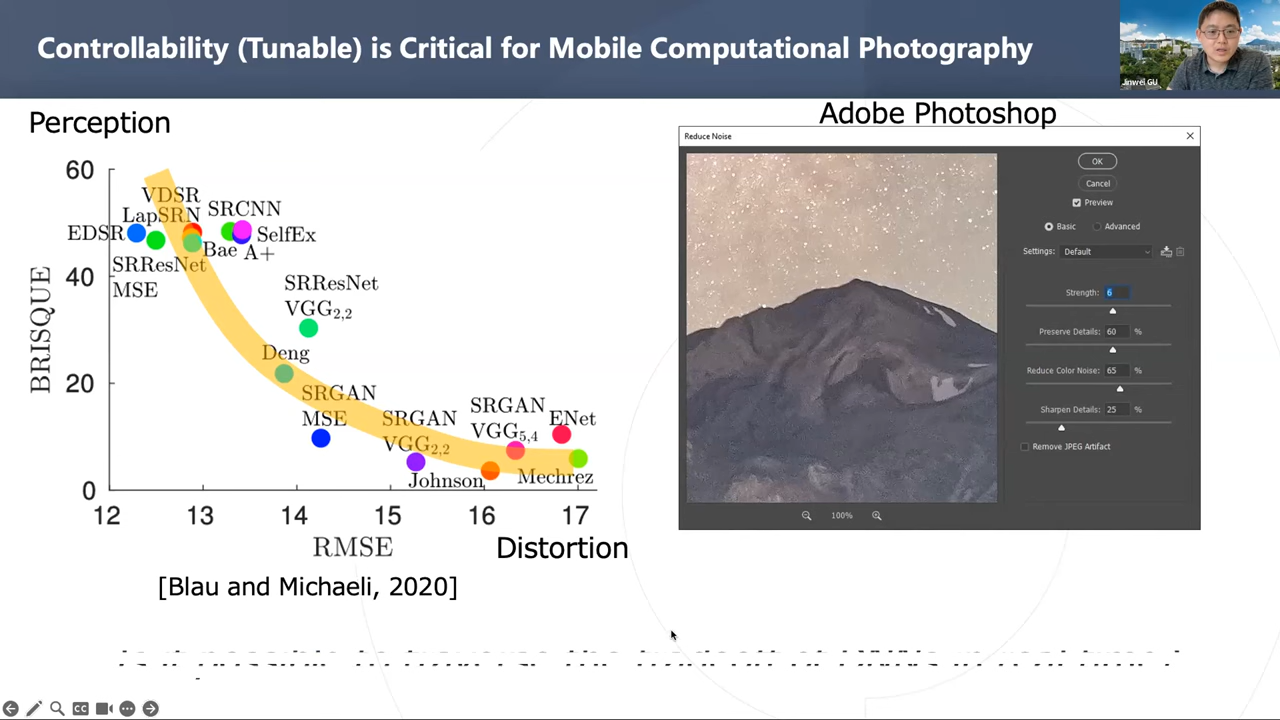 Controllability (Tunable) is Critical for Mobile Computational Photography
Jinwei GU
Perception
60
40
20
0
BRISQUE
12 13 14 15 16 17
RMSE
Distortion
VDSR
LapSRN
SRCNN
EDSR
SelfEx
Bae
A+
SRResNet
MSE
SRResNet
VGG2,2
Deng
SRGAN
MSE
SRGAN
VGG2,2
SRGAN
VGG5,4
ENet
Johnson
Mechrez
[Blau and Michaeli, 2020]
Adobe Photoshop
Reduce Noise
OK
Cancel
Preview
Basic Advanced
Settings: Default
Strength: 6
Preserve Details: 60 %
Reduce Color Noise: 65 %
Sharpen Details: 25 %
Remove JPEG Artifact
100%
CC